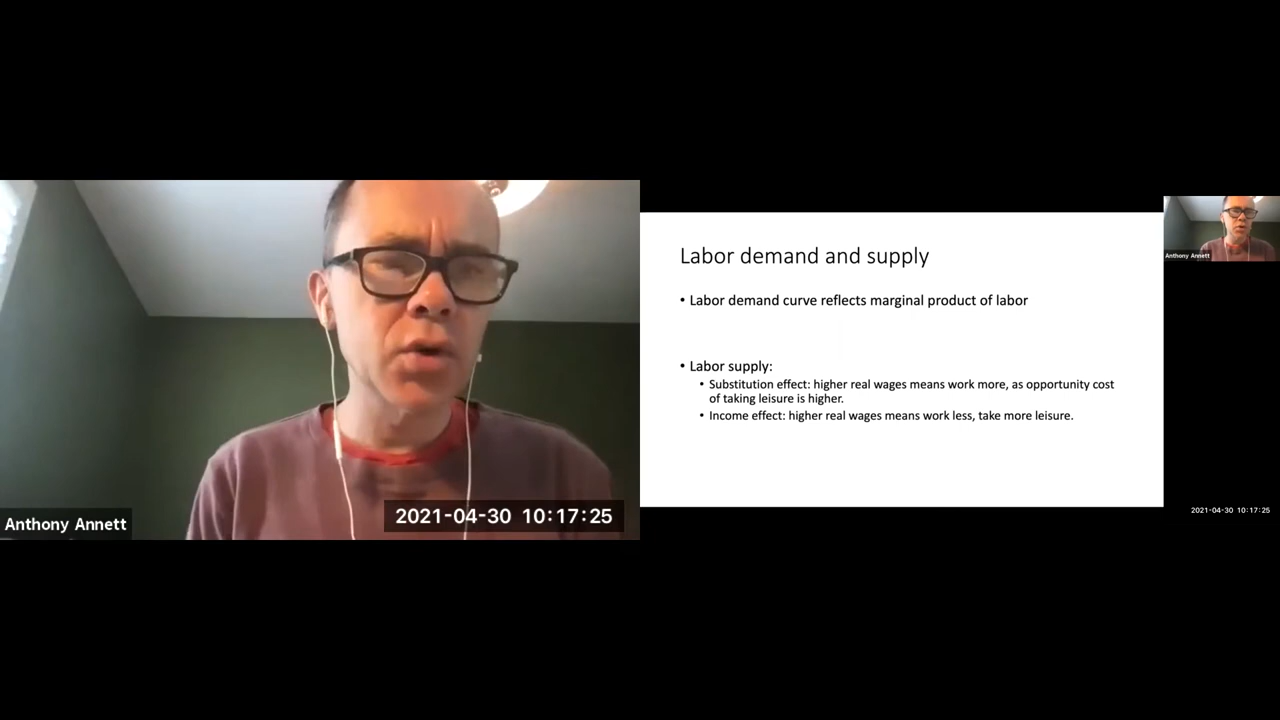 Anthony Annett
2021-04-30 10:17:25
Labor demand and supply
• Labor demand curve reflects marginal product of labor
• Labor supply:
• Substitution effect: higher real wages means work more, as opportunity cost
of taking leisure is higher.
• Income effect: higher real wages means work less, take more leisure.
Anthony Annett
2021-04-30 10:17:25